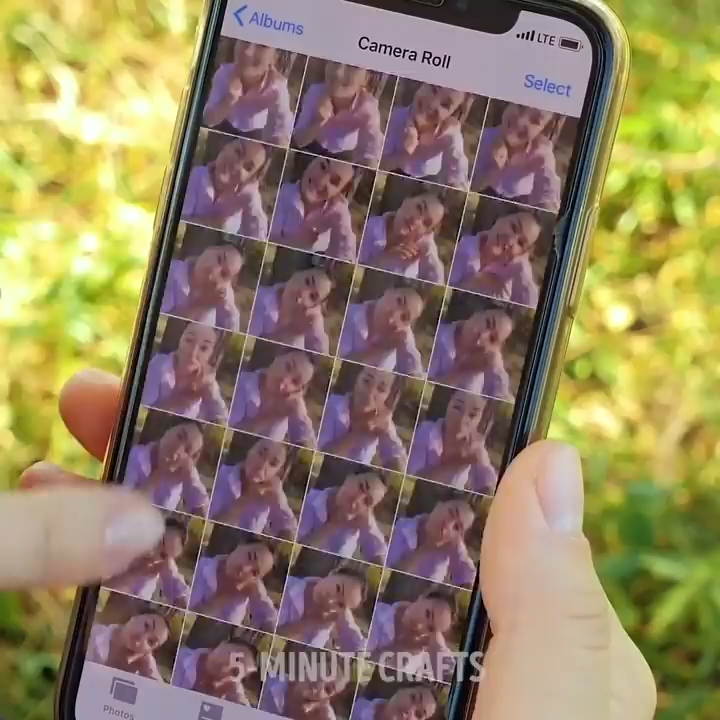 Albums
LTE
Camera Roll
Select
5-MINUTE CRAFTS
Photos